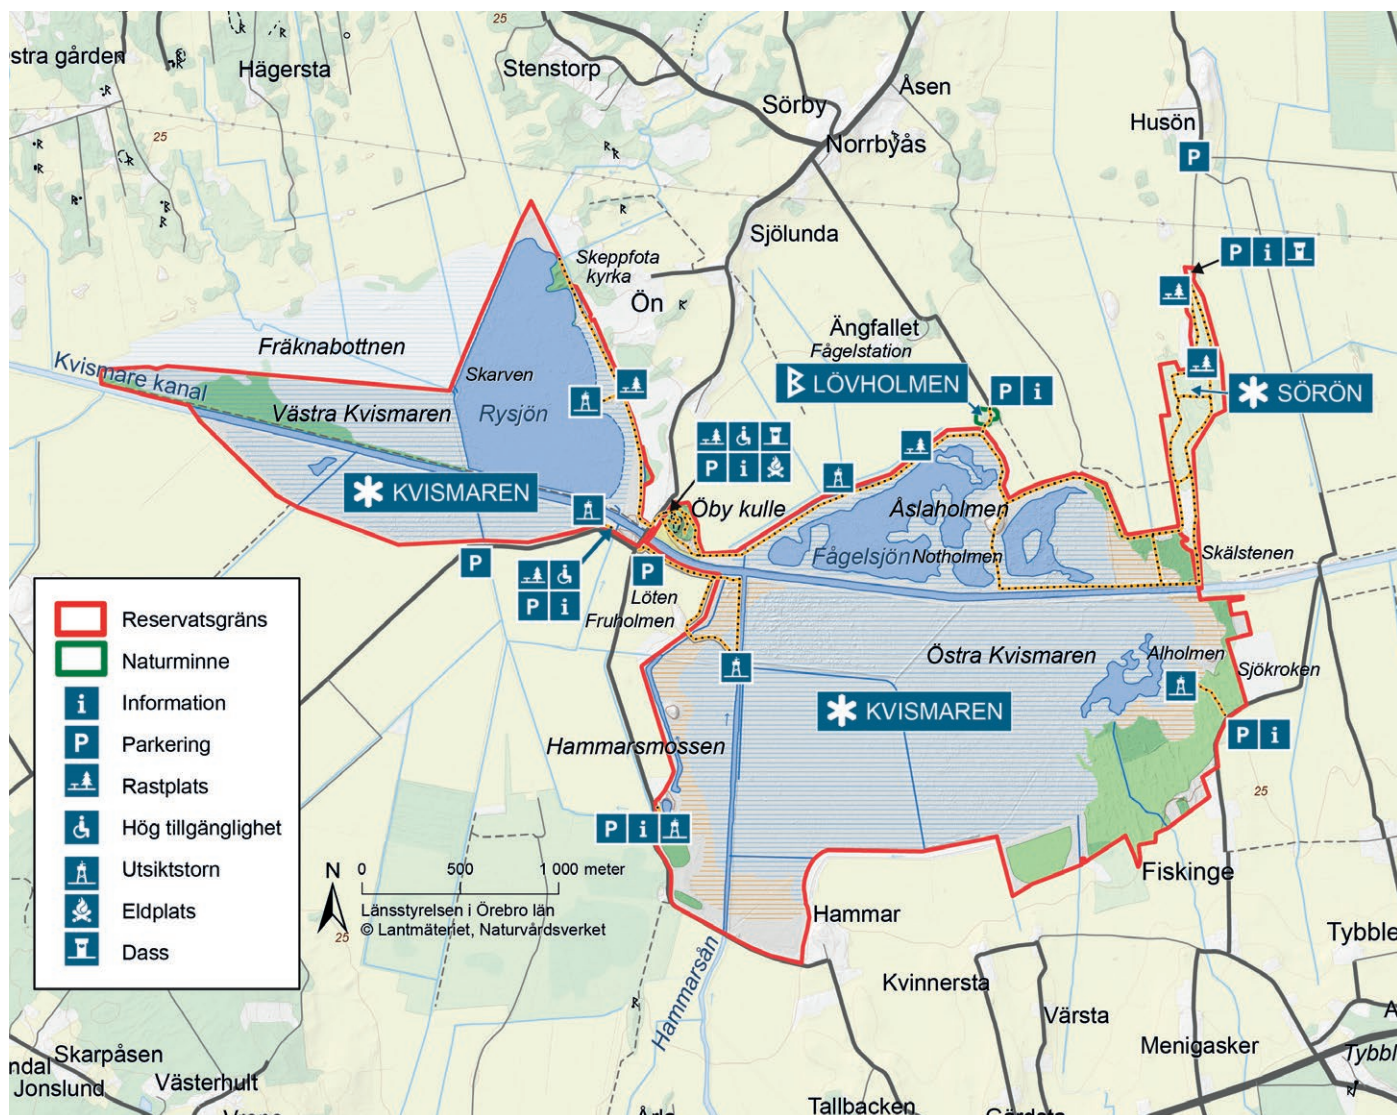 25
stra gården
Hägersta
Stenstorp
Åsen
Sörby
Husön
25
Norrbyås
P
Sjölunda
Skeppfota
kyrka
P i
Ön
Ängfallet
Fågelstation
Fräknabottnen
Kvismare kanal
Skarven
LÖVHOLMEN
P i
SÖRÖN
Västra Kvismaren
Rysjön
P i
KVISMAREN
Öby kulle
Åslaholmen
Fågelsjön
Notholmen
Skälstenen
P
P
P i
Löten
Fruholmen
Östra Kvismaren
Alholmen
Sjökroken
KVISMAREN
P i
Hammarsmossen
25
P i
Reservatsgräns
Naturminne
i Information
P Parkering
Rastplats
Hög tillgänglighet
Utsiktstorn
Eldplats
Dass
N
0 500 1 000 meter
Länsstyrelsen i Örebro län
© Lantmäteriet, Naturvårdsverket
25
Fiskinge
Hammar
Hammarsån
Tybble
Kvinnersta
Värsta
Menigasker
A
Tybbl
Skarpåsen
ndal
Jonslund
Västerhult
Tallbacken